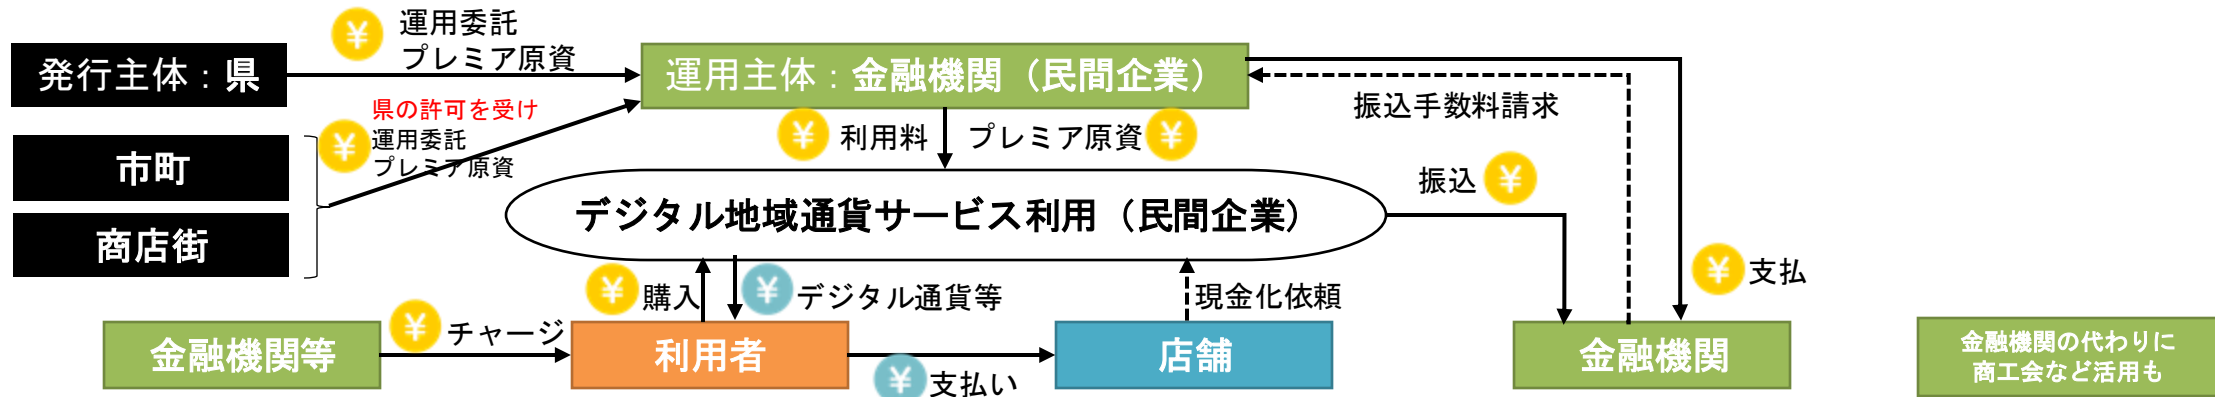 運用委託
プレミア原資
発行主体：県
運用主体：金融機関（民間企業）
県の許可を受け
運用委託
プレミア原資
振込手数料請求
¥ 利用料
プレミア原資 ¥
市町
振込 ¥
デジタル地域通貨サービス利用（民間企業）
商店街
¥ 支払
¥ 購入
¥ デジタル通貨等
現金化依頼
¥ チャージ
金融機関等
利用者
¥ 支払い
店舗
金融機関
金融機関の代わりに
商工会など活用も